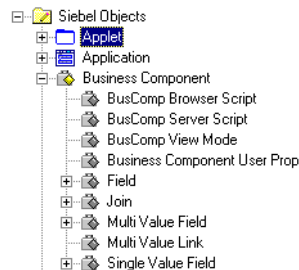 Siebel Objects
Applet
Application
Business Component
BusComp Browser Script
BusComp Server Script
BusComp View Mode
Business Component User Prop
Field
Join
Multi Value Field
Multi Value Link
Single Value Field